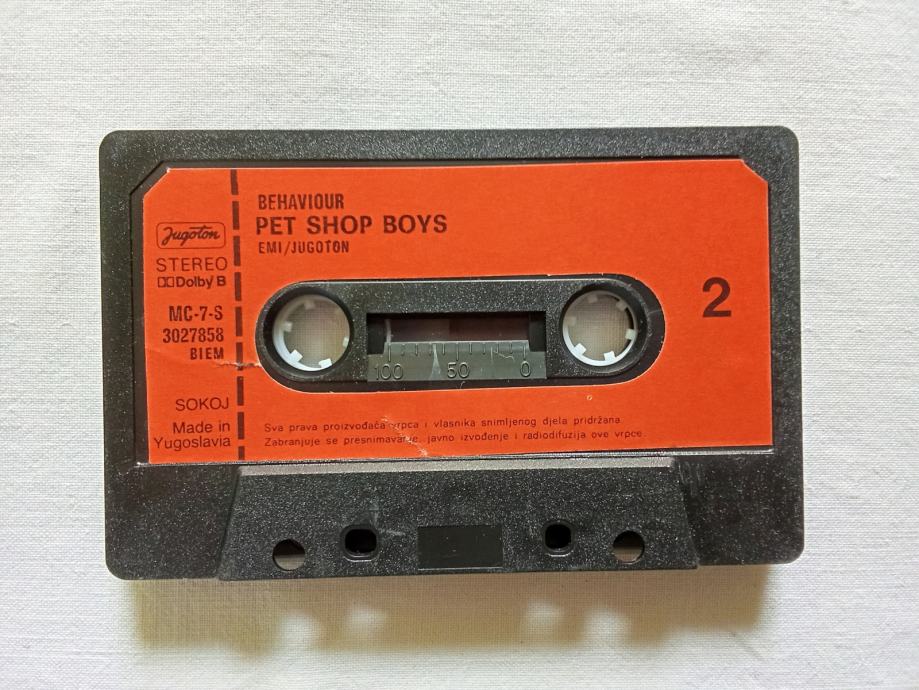 BEHAVIOUR
PET SHOP BOYS
EMI/JUGOTON
Jugoton
STEREO
Dolby B
MC-7-S
3027858
BIEM
SOKOJ
Made in
Yugoslavia
2
100 50 0
Sva prava proizvođača vrpca i vlasnika snimljenog djela pridržana
Zabranjuje se presnimavanje, javno izvođenje i radiodifuzija ove vrpce.